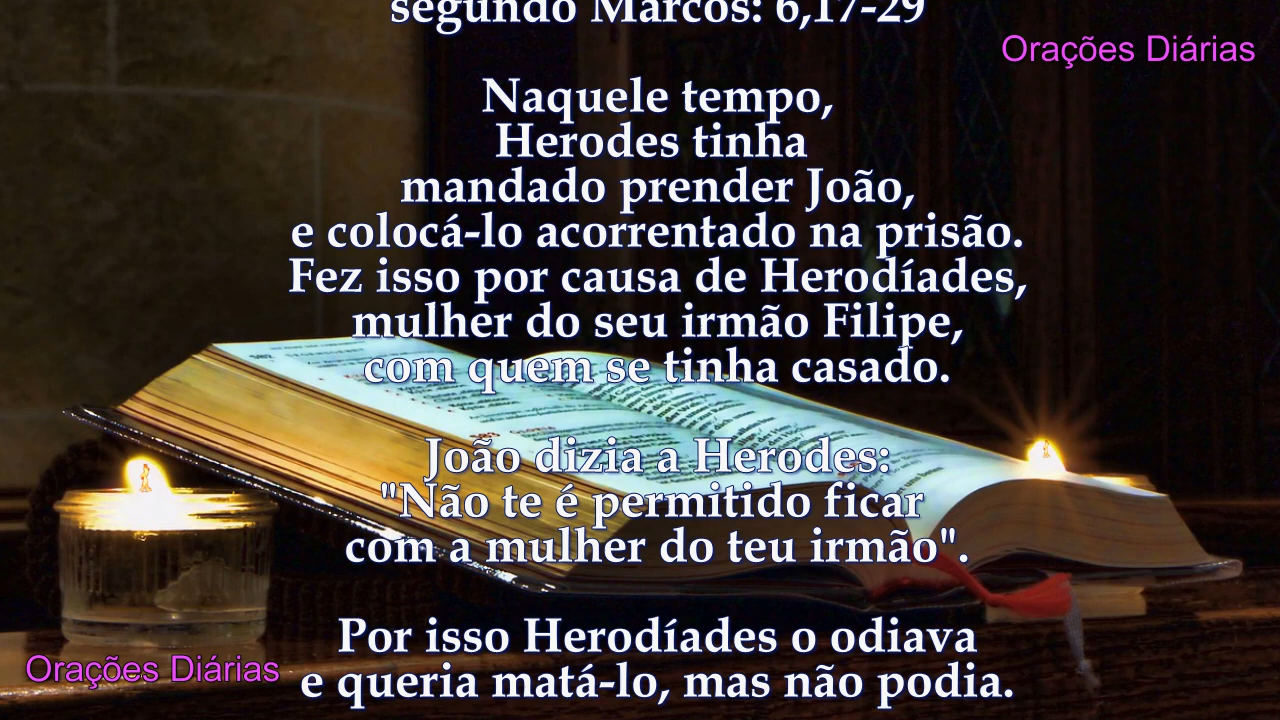 segundo Marcos: 6,17-29
Orações Diárias
Naquele tempo,
Herodes tinha
mandado prender João,
e colocá-lo acorrentado na prisão.
Fez isso por causa de Herodíades,
mulher do seu irmão Filipe,
com quem se tinha casado.
João dizia a Herodes:
"Não te é permitido ficar
com a mulher do teu irmão".
Por isso Herodíades o odiava
e queria matá-lo, mas não podia.
Orações Diárias